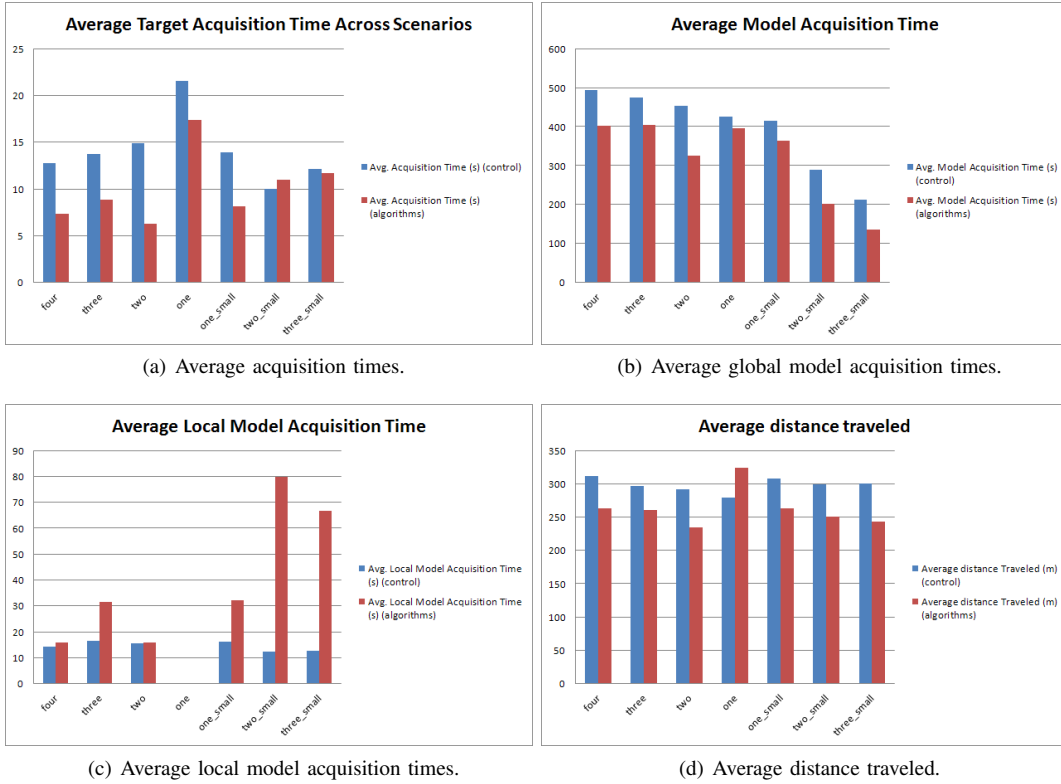 Average Target Acquisition Time Across Scenarios
25
20
15
10
5
0
four
three
two
one
one_small
two_small
three_small
Avg. Acquisition Time (s) (control)
Avg. Acquisition Time (s)
(algorithms)
(a) Average acquisition times.
Average Model Acquisition Time
600
500
400
300
200
100
0
four
three
two
one
one_small
two_small
three_small
Avg. Model Acquisition Time (s)
(control)
Avg. Model Acquisition Time (s)
(algorithms)
(b) Average global model acquisition times.
Average Local Model Acquisition Time
90
80
70
60
50
40
30
20
10
0
four
three
two
one
one_small
two_small
three_small
Avg. Local Model Acquisition Time
(s) (control)
Avg. Local Model Acquisition Time
(s) (algorithms)
(c) Average local model acquisition times.
Average distance traveled
350
300
250
200
150
100
50
0
four
three
two
one
one_small
two_small
three_small
Average distance Traveled (m)
(control)
Average distance Traveled (m)
(algorithms)
(d) Average distance traveled.